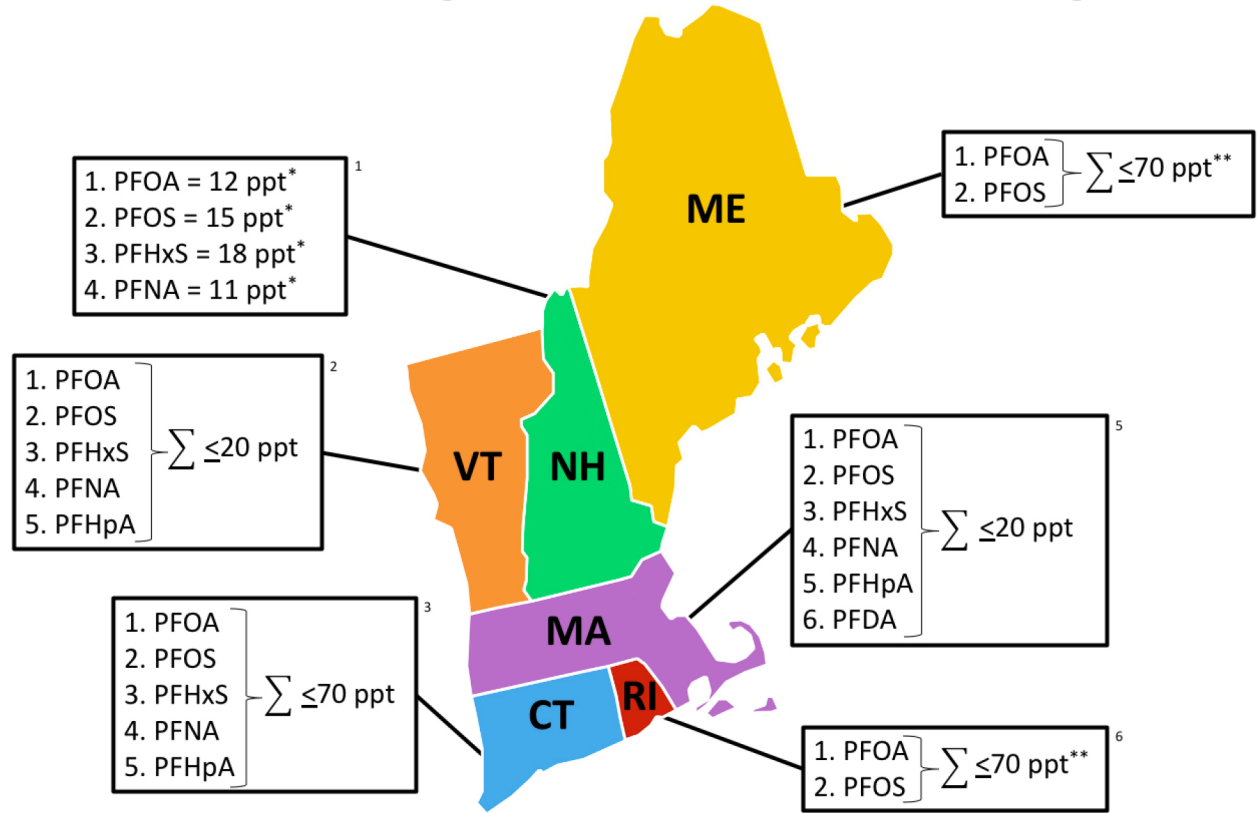 1. PFOA = 12 ppt*
2. PFOS = 15 ppt*
3. PFHxS = 18 ppt*
4. PFNA = 11 ppt*
1
1. PFOA
2. PFOS
∑ ≤70 ppt**
ME
1. PFOA
2. PFOS
3. PFHxS
4. PFNA
5. PFHpA
∑ ≤20 ppt
2
VT
NH
1. PFOA
2. PFOS
3. PFHxS
4. PFNA
5. PFHpA
6. PFDA
∑ ≤20 ppt
5
1. PFOA
2. PFOS
3. PFHxS
4. PFNA
5. PFHpA
∑ ≤70 ppt
3
MA
CT
RI
1. PFOA
2. PFOS
∑ ≤70 ppt**
6